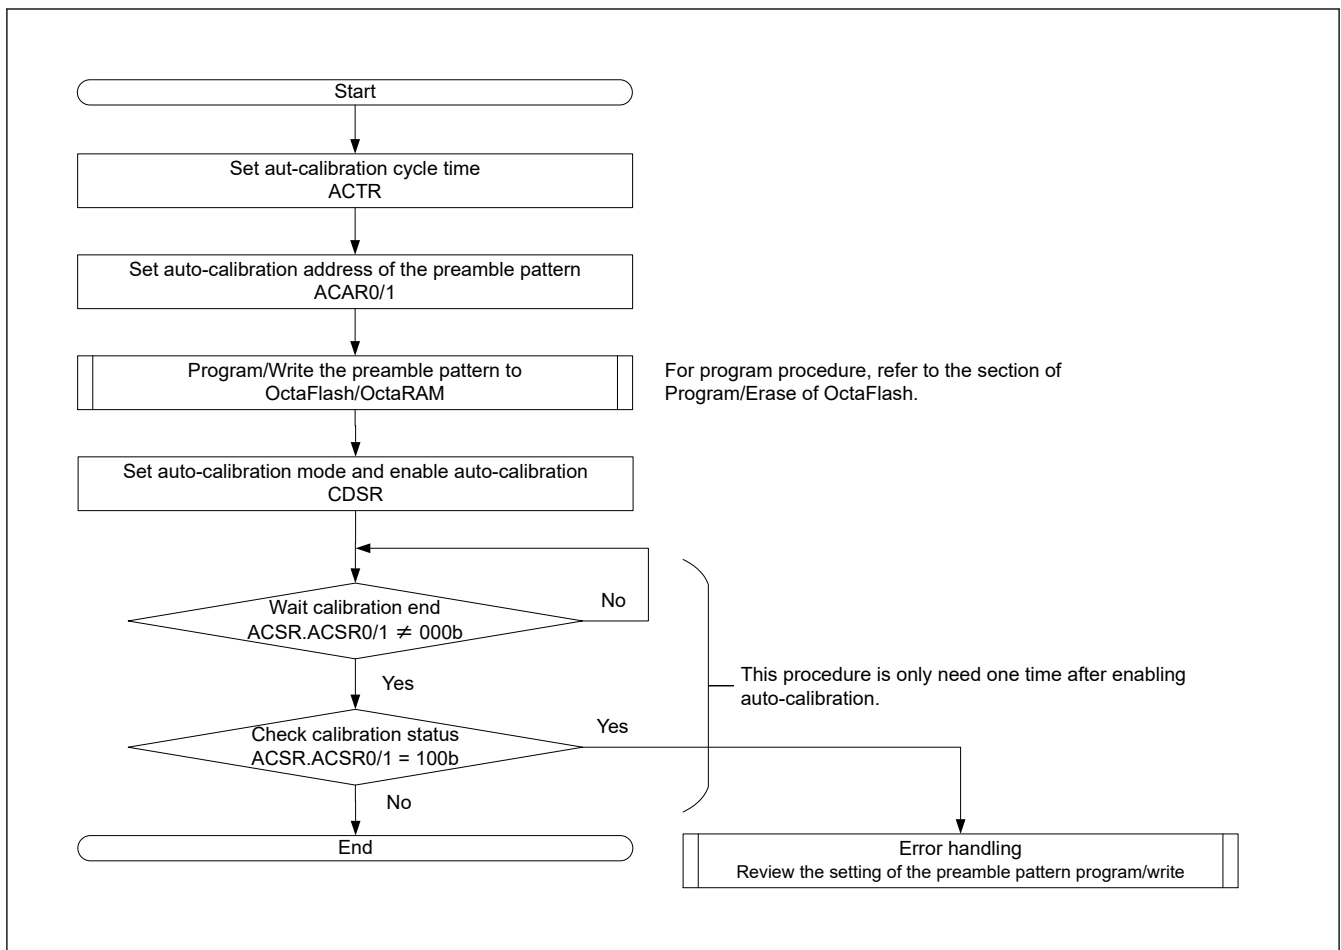 Start
Set aut-calibration cycle time
ACTR
Set auto-calibration address of the preamble pattern
ACAR0/1
Program/Write the preamble pattern to
OctaFlash/OctaRAM
For program procedure, refer to the section of
Program/Erase of OctaFlash.
Set auto-calibration mode and enable auto-calibration
CDSR
Wait calibration end
ACSR.ACSR0/1 ≠ 000b
No
Yes
This procedure is only need one time after enabling
auto-calibration.
Check calibration status
ACSR.ACSR0/1 = 100b
Yes
No
End
Error handling
Review the setting of the preamble pattern program/write